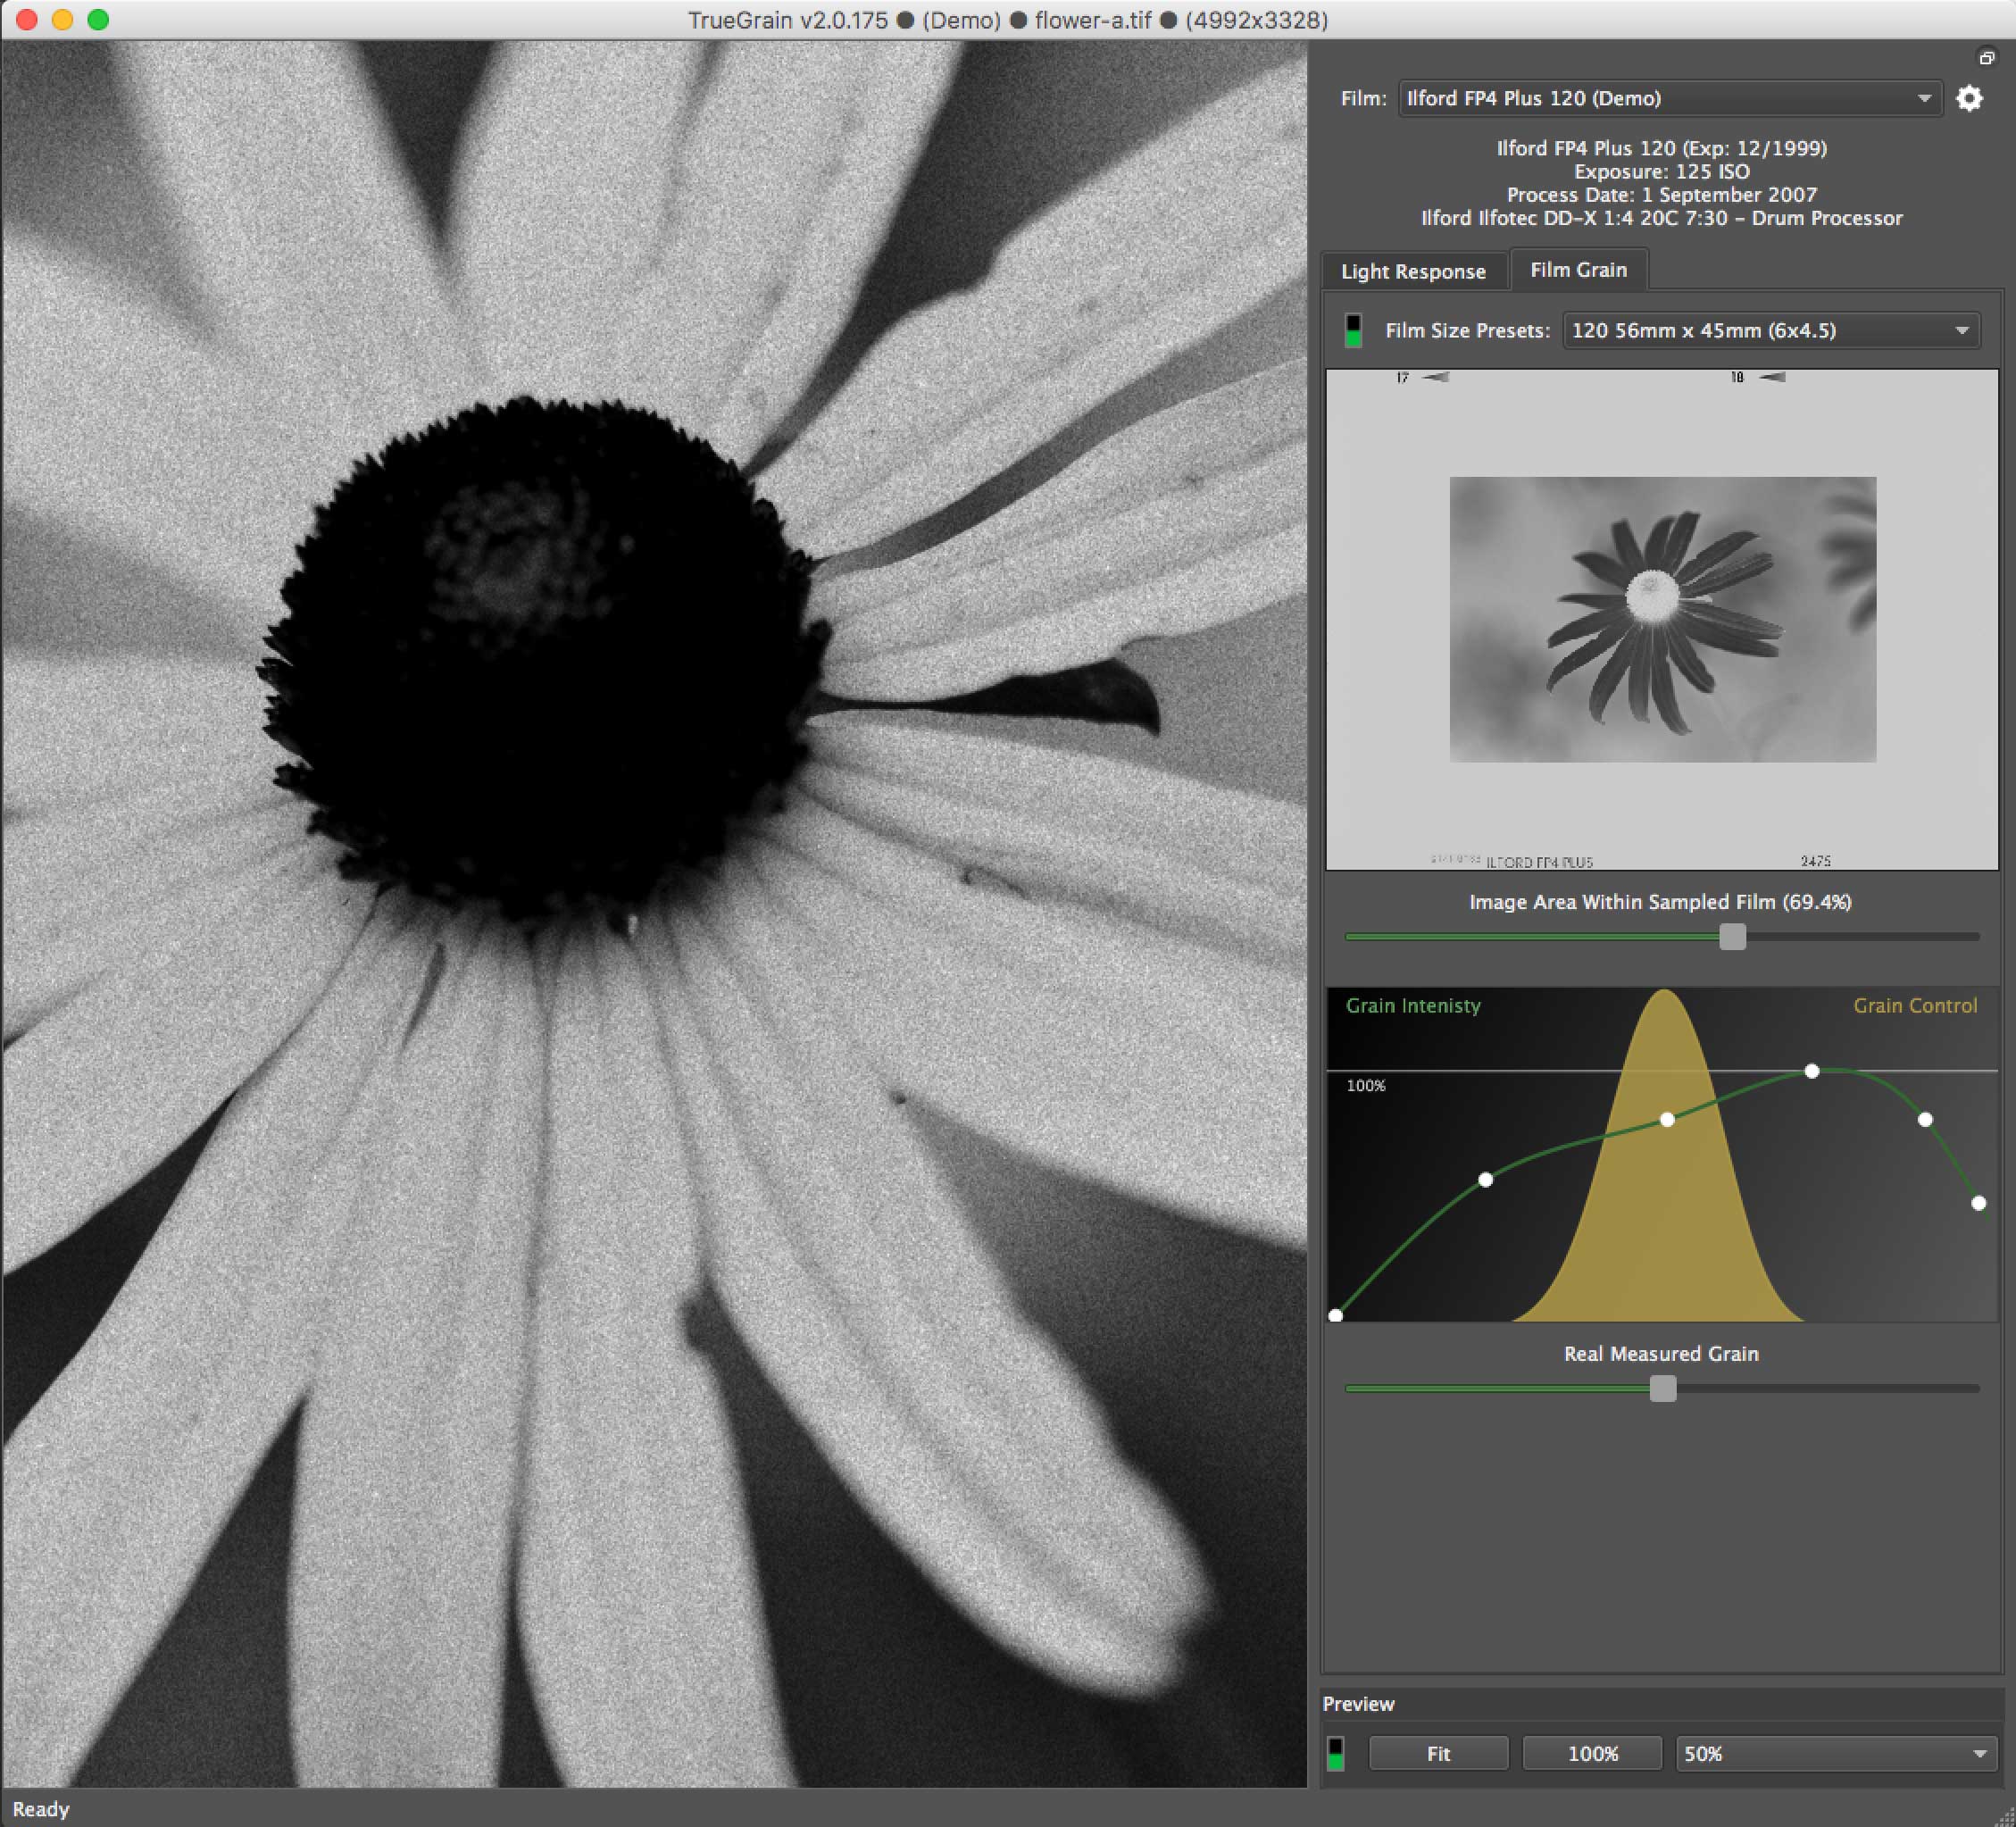 TrueGrain v2.0.175 ● (Demo) ● flower-a.tif ● (4992x3328)
Film: Ilford FP4 Plus 120 (Demo)
Ilford FP4 Plus 120 (Exp: 12/1999)
Exposure: 125 ISO
Process Date: 1 September 2007
Ilford Ilfotec DD-X 1:4 20C 7:30 - Drum Processor
Light Response Film Grain
Film Size Presets: 120 56mm x 45mm (6x4.5)
17 18
ILFORD FP4 PLUS 2475
Image Area Within Sampled Film (69.4%)
Grain Intenisty Grain Control
100%
Real Measured Grain
Preview
Fit 100% 50%
Ready